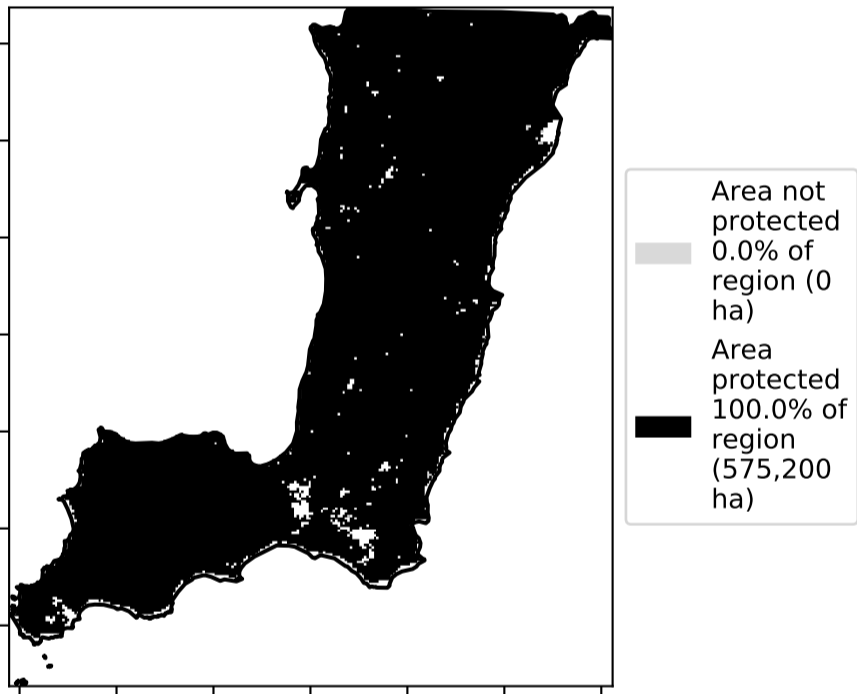 Area not
protected
0.0% of
region (0
ha)
Area
protected
100.0% of
region
(575,200
ha)